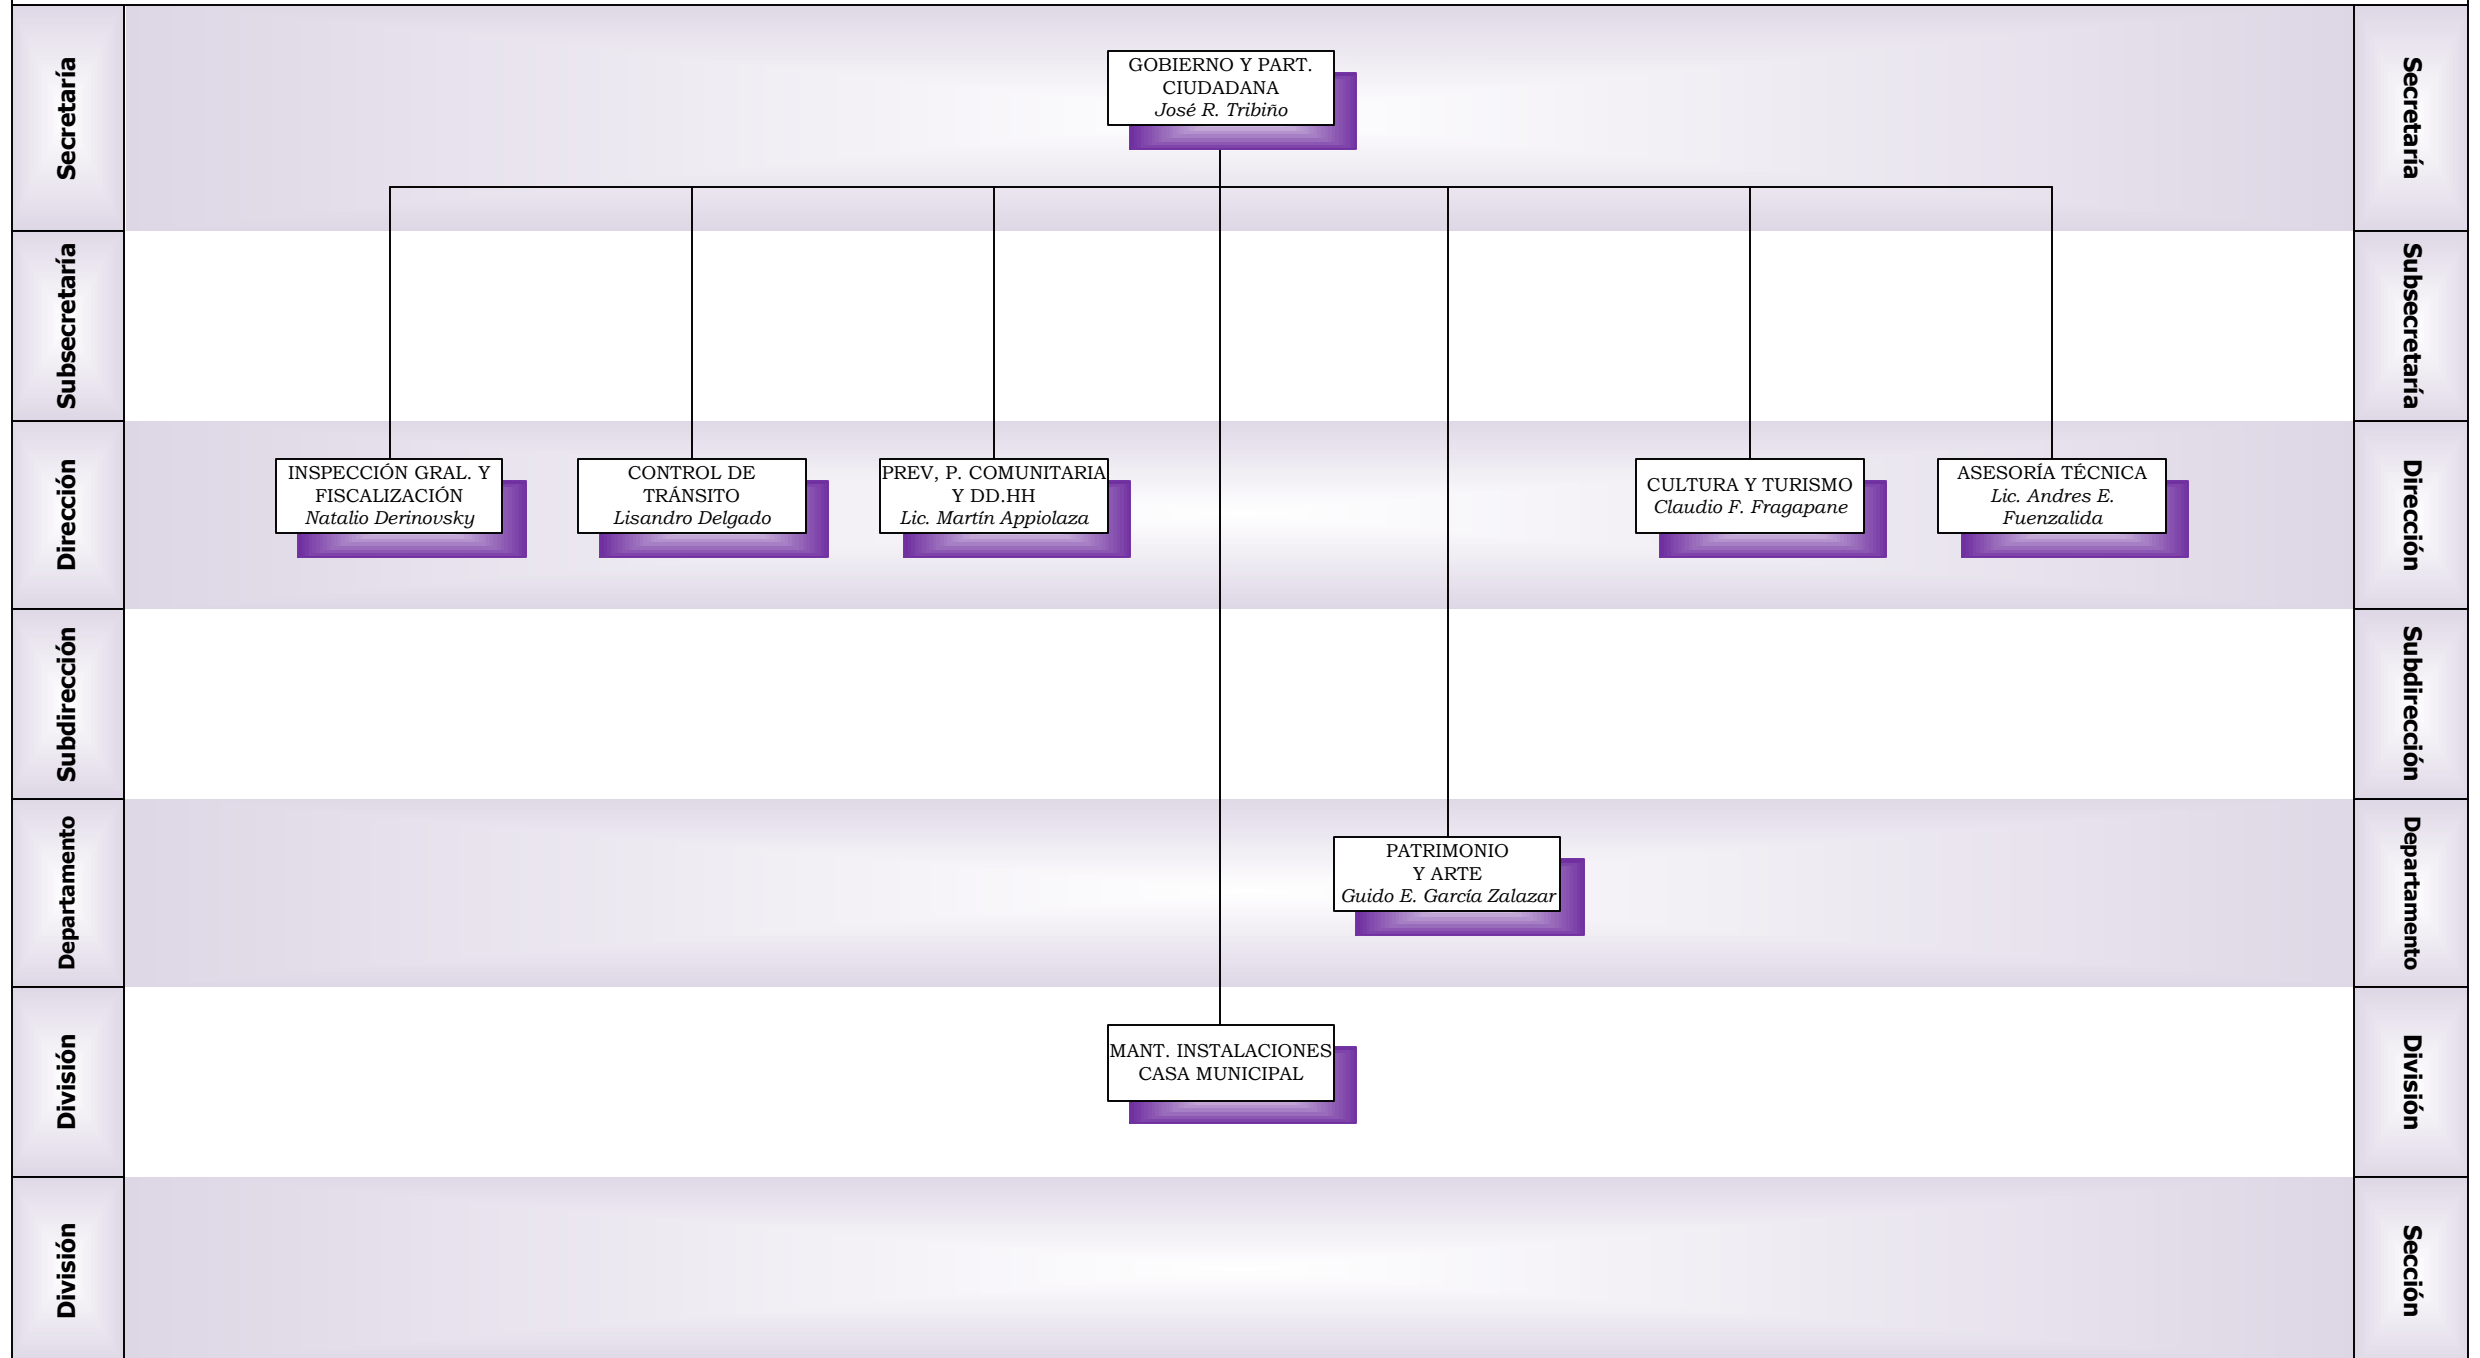 Secretaría
GOBIERNO Y PART.
CIUDADANA
José R. Tribiño
Secretaría
Subsecretaría
Subsecretaría
Dirección
INSPECCIÓN GRAL. Y
FISCALIZACIÓN
Natalio Derinovsky
CONTROL DE
TRÁNSITO
Lisandro Delgado
PREV, P. COMUNITARIA
Y DD.HH
Lic. Martín Appiolaza
CULTURA Y TURISMO
Claudio F. Fragapane
ASESORÍA TÉCNICA
Lic. Andres E.
Fuenzalida
Dirección
Subdirección
Subdirección
Departamento
PATRIMONIO
Y ARTE
Guido E. García Zalazar
Departamento
División
MANT. INSTALACIONES
CASA MUNICIPAL
División
División
Sección